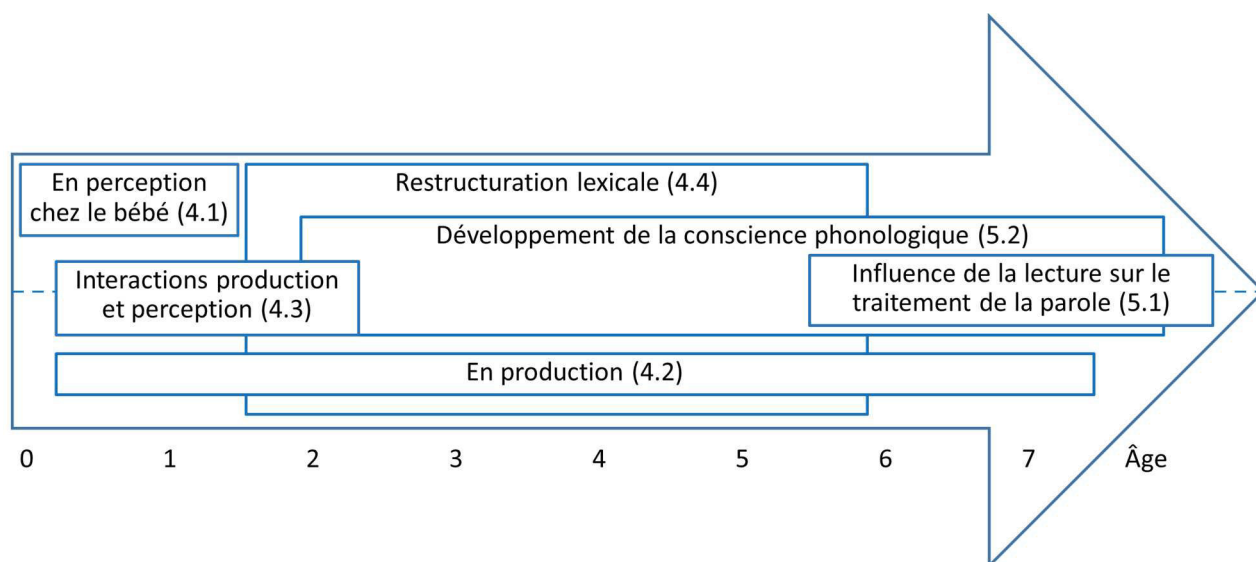 En perception
chez le bébé (4.1)
Restructuration lexicale (4.4)
Développement de la conscience phonologique (5.2)
Interactions production
et perception (4.3)
Influence de la lecture sur le
traitement de la parole (5.1)
En production (4.2)
0 1 2 3 4 5 6 7 Âge